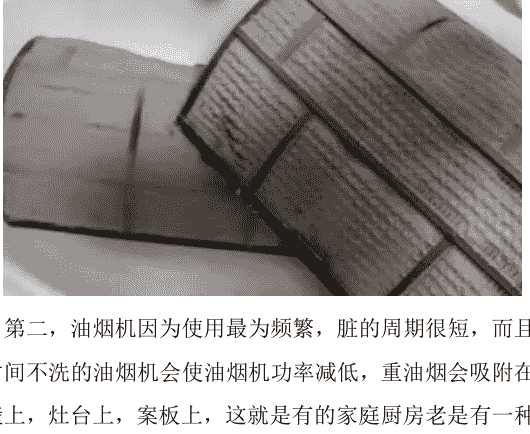 第二，油烟机因为使用最为频繁，脏的周期很短，而且
间不洗的油烟机会使油烟机功率减低，重油烟会吸附在
上，灶台上，案板上，这就是有的家庭厨房老是有一种